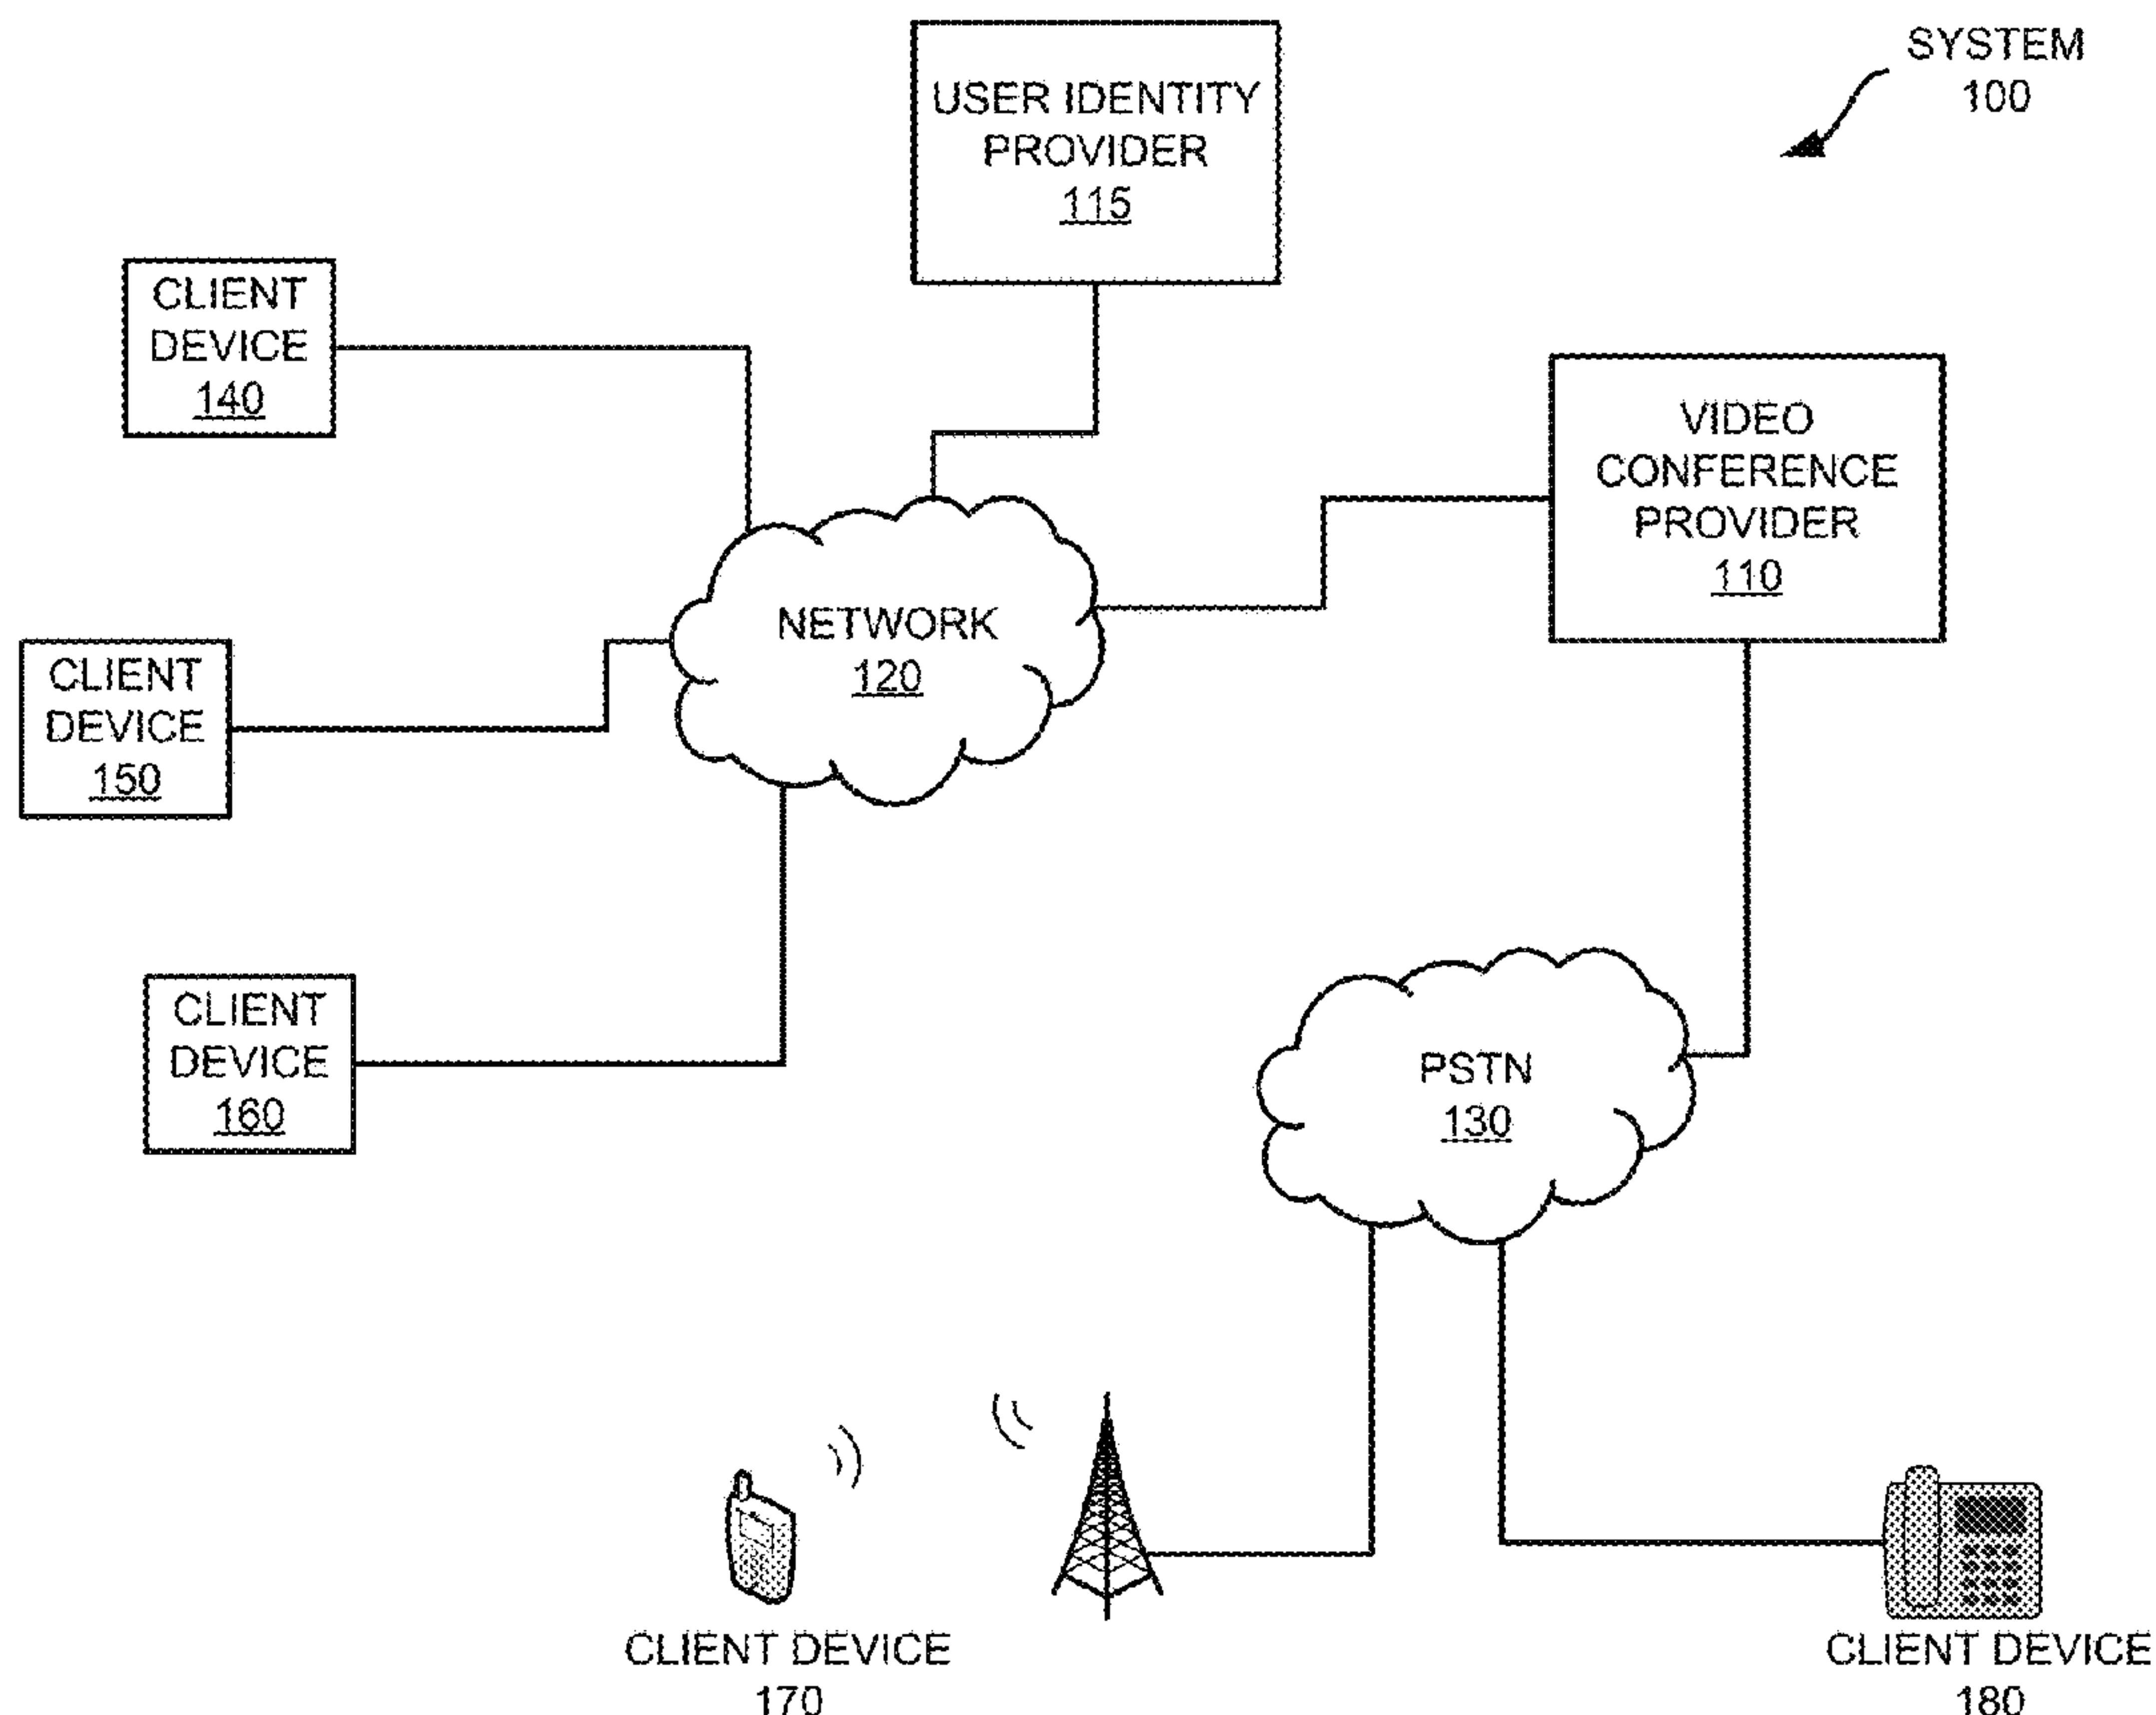 SYSTEM
100
USER IDENTITY
PROVIDER
115
CLIENT
DEVICE
140
VIDEO
CONFERENCE
PROVIDER
110
NETWORK
120
CLIENT
DEVICE
150
CLIENT
DEVICE
160
PSTN
130
CLIENT DEVICE
170
CLIENT DEVICE
180